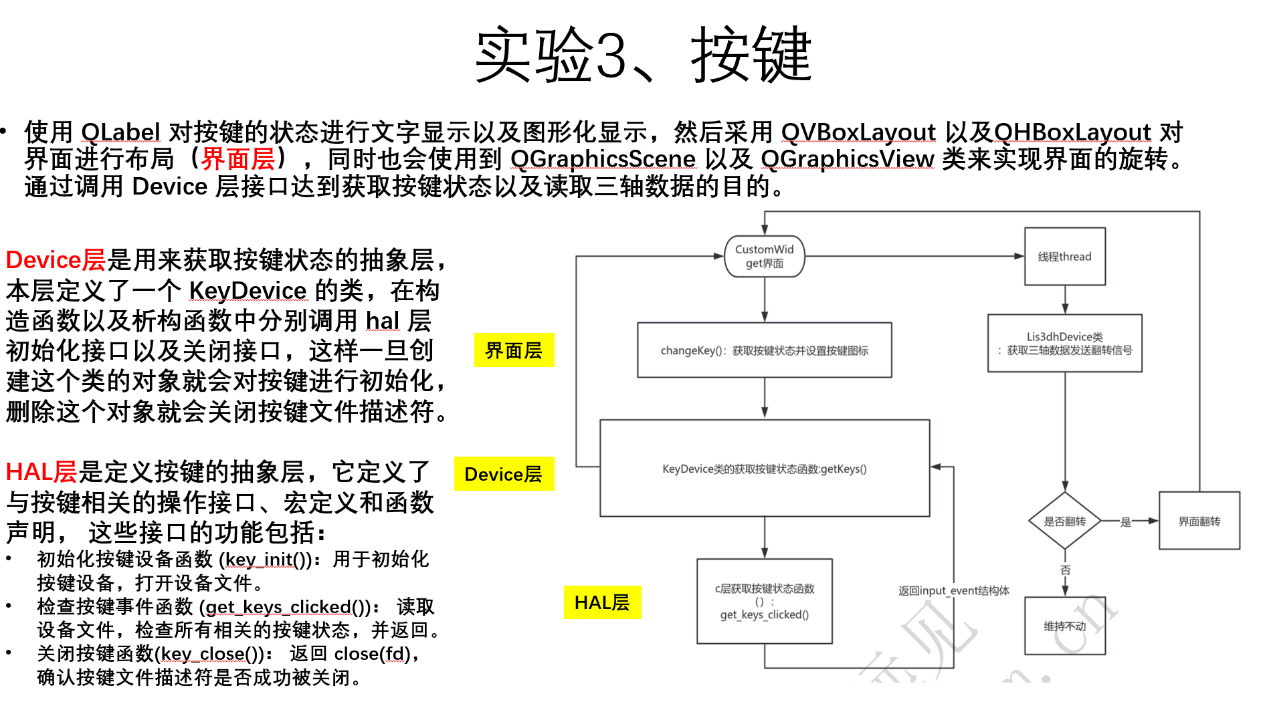 实验3、按键
• 使用 QLabel 对按键的状态进行文字显示以及图形化显示，然后采用 QVBoxLayout 以及QHBoxLayout 对
界面进行布局（界面层），同时也会使用到 QGraphicsScene 以及 QGraphicsView 类来实现界面的旋转。
通过调用 Device 层接口达到获取按键状态以及读取三轴数据的目的。
Device层是用来获取按键状态的抽象层，
本层定义了一个 KeyDevice 的类，在构
造函数以及析构函数中分别调用 hal 层
初始化接口以及关闭接口，这样一旦创
建这个类的对象就会对按键进行初始化，
删除这个对象就会关闭按键文件描述符。
HAL层是定义按键的抽象层，它定义了
与按键相关的操作接口、宏定义和函数
声明， 这些接口的功能包括：
• 初始化按键设备函数 (key_init())：用于初始化
按键设备，打开设备文件。
• 检查按键事件函数 (get_keys_clicked())： 读取
设备文件，检查所有相关的按键状态，并返回。
• 关闭按键函数(key_close())： 返回 close(fd)，
确认按键文件描述符是否成功被关闭。
界面层
Device层
HAL层
CustomWid
get界面
changeKey()：获取按键状态并设置按键图标
KeyDevice类的获取按键状态函数:getKeys()
c层获取按键状态函数
（）：
get_keys_clicked()
返回input_event结构体
线程thread
Lis3dhDevice类
：获取三轴数据发送翻转信号
是否翻转
是
界面翻转
否
维持不动
远见
.cn